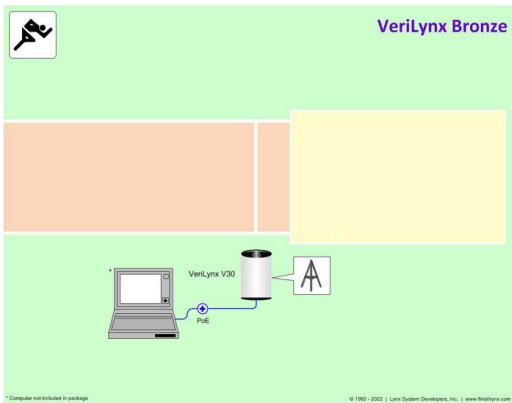 VeriLynx Bronze
*
VeriLynx V30
PoE
* Computer not included in package
© 1992 - 2022 | Lynx System Developers, Inc. | www.finishlynx.com